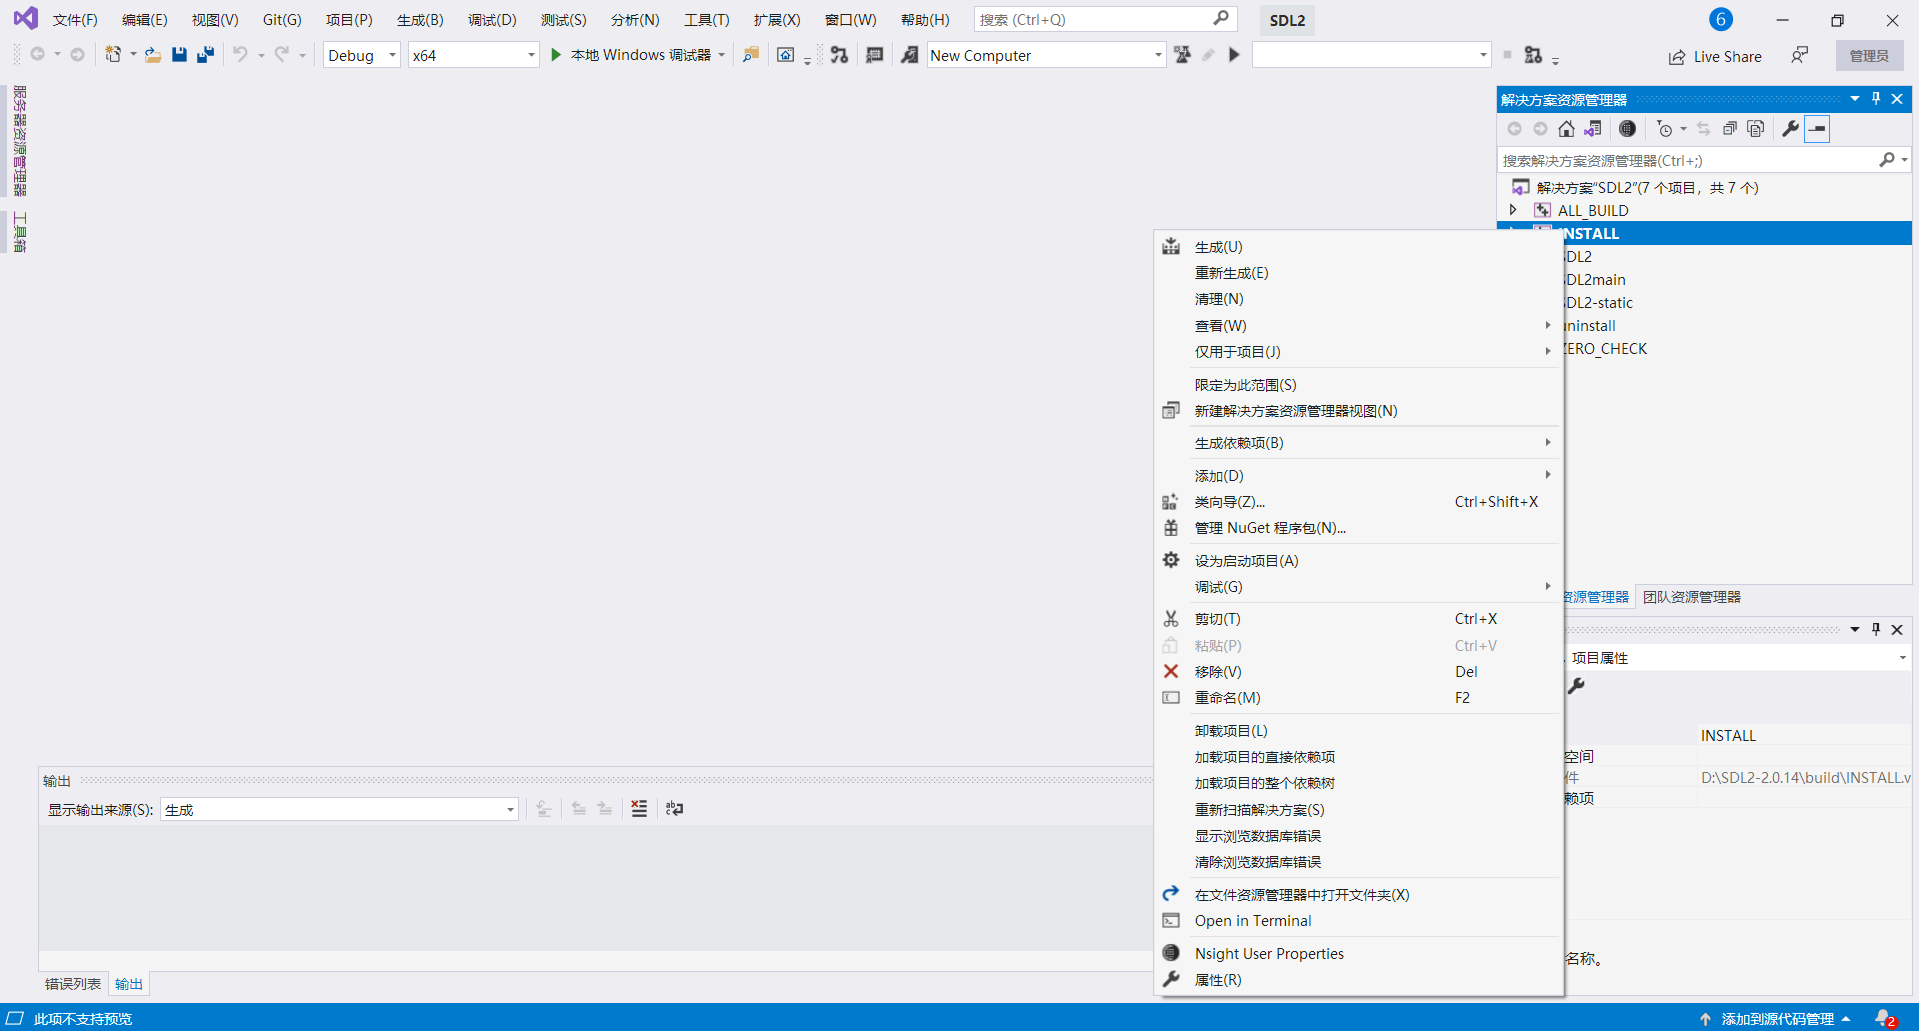 文件(F) 编辑(E) 视图(V) Git(G) 项目(P) 生成(B) 调试(D) 测试(S) 分析(N) 工具(T) 扩展(X) 窗口(W) 帮助(H) 搜索 (Ctrl+Q) SDL2 6
Debug x64 本地 Windows 调试器 New Computer Live Share 管理员
服务器资源管理器
工具箱
解决方案资源管理器
搜索解决方案资源管理器(Ctrl+;)
解决方案"SDL2"(7 个项目，共 7 个)
ALL_BUILD
INSTALL
SDL2
SDL2main
SDL2-static
uninstall
ZERO_CHECK
生成(U)
重新生成(E)
清理(N)
查看(W)
仅用于项目(J)
限定为此范围(S)
新建解决方案资源管理器视图(N)
生成依赖项(B)
添加(D)
类向导(Z)... Ctrl+Shift+X
管理 NuGet 程序包(N)...
设为启动项目(A)
调试(G)
剪切(T) Ctrl+X
粘贴(P) Ctrl+V
移除(V) Del
重命名(M) F2
卸载项目(L)
加载项目的直接依赖项
加载项目的整个依赖树
重新扫描解决方案(S)
显示浏览数据库错误
清除浏览数据库错误
在文件资源管理器中打开文件夹(X)
Open in Terminal
Nsight User Properties
属性(R)
资源管理器 团队资源管理器
项目属性
INSTALL
空间
件 D:\SDL2-2.0.14\build\INSTALL.v
赖项
名称。
输出
显示输出来源(S): 生成
错误列表 输出
此项不支持预览 添加到源代码管理 2